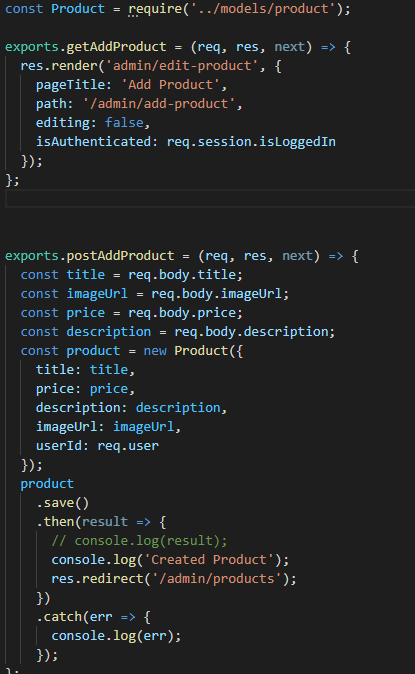 const Product = require('../models/product');
exports.getAddProduct = (req, res, next) => {
  res.render('admin/edit-product', {
    pageTitle: 'Add Product',
    path: '/admin/add-product',
    editing: false,
    isAuthenticated: req.session.isLoggedIn
  });
};
exports.postAddProduct = (req, res, next) => {
  const title = req.body.title;
  const imageUrl = req.body.imageUrl;
  const price = req.body.price;
  const description = req.body.description;
  const product = new Product({
    title: title,
    price: price,
    description: description,
    imageUrl: imageUrl,
    userId: req.user
  });
  product
    .save()
    .then(result => {
      // console.log(result);
      console.log('Created Product');
      res.redirect('/admin/products');
    })
    .catch(err => {
      console.log(err);
    });
};